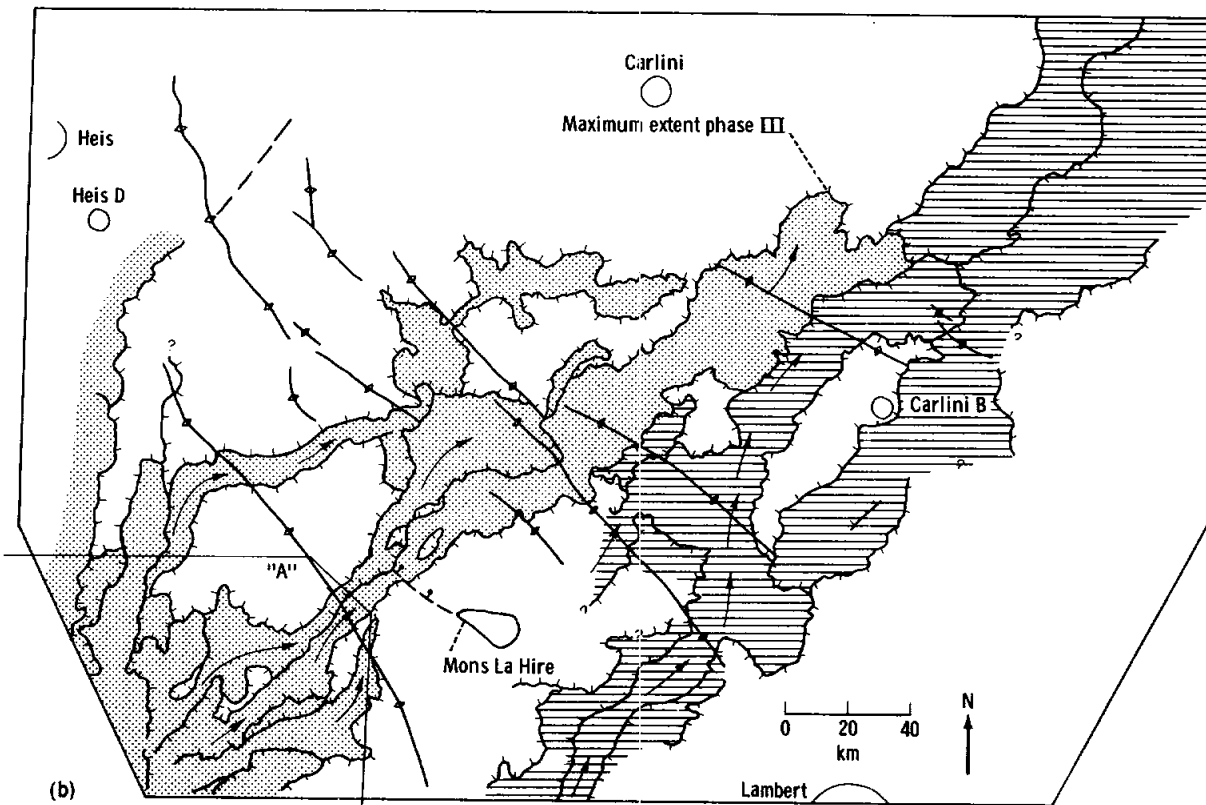 Carlini
Maximum extent phase III
Heis
Heis D
?
?
Carlini B
?
"A"
?
Mons La Hire
N
0 20 40
km
(b)
Lambert